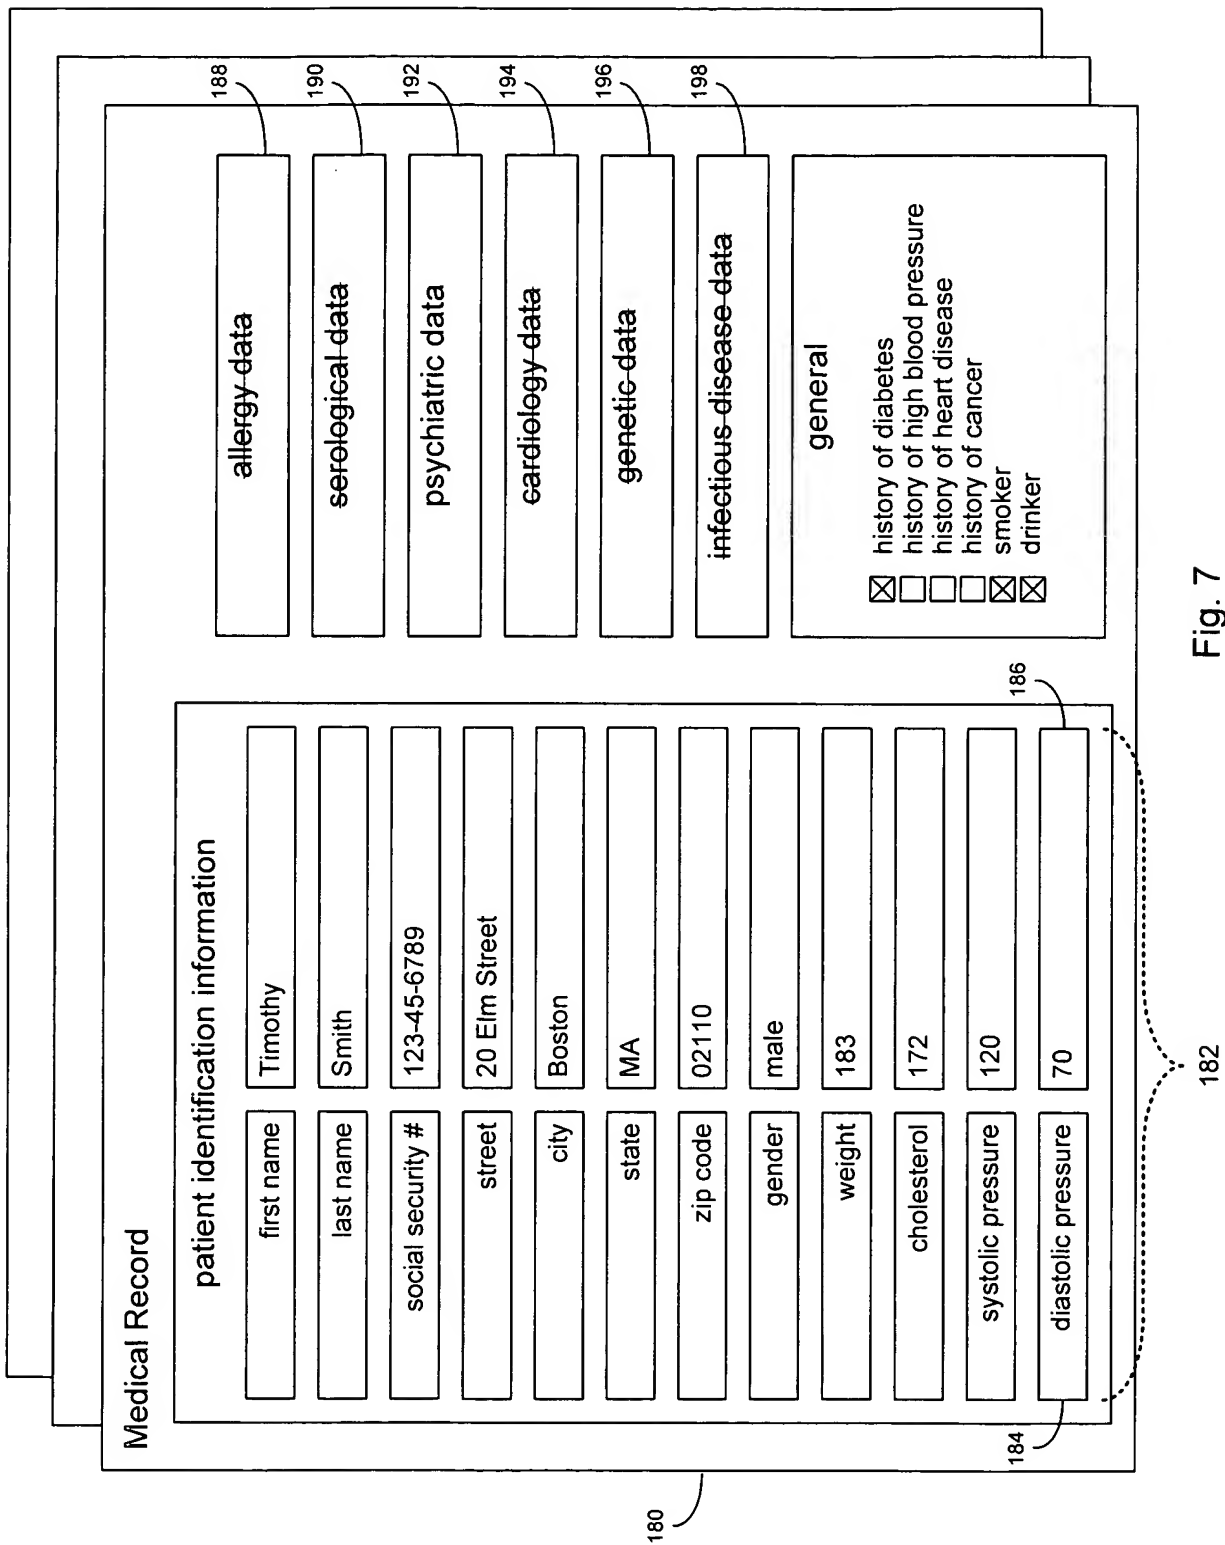 Medical Record
patient identification information
first name Timothy
last name Smith
social security # 123-45-6789
street 20 Elm Street
city Boston
state MA
zip code 02110
gender male
weight 183
cholesterol 172
systolic pressure 120
diastolic pressure 70
allergy data
serological data
psychiatric data
cardiology data
genetic data
infectious disease data
general
history of diabetes
history of high blood pressure
history of heart disease
history of cancer
smoker
drinker
188
190
192
194
196
198
180
184
186
182
Fig. 7